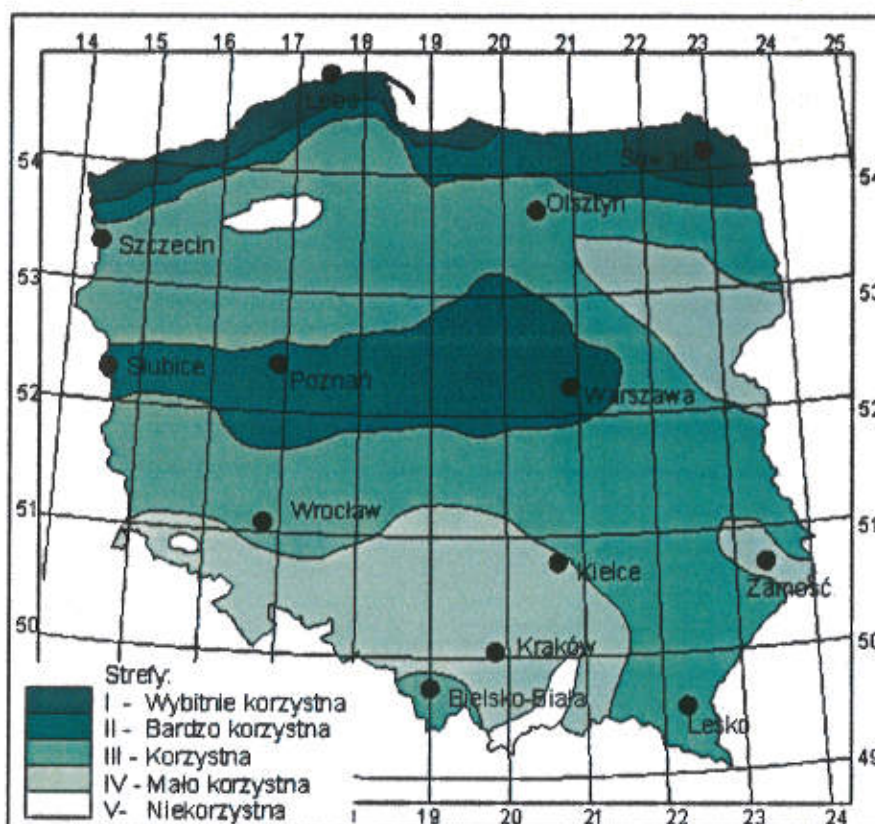 14 15 16 17 18 19 20 21 22 23 24 25
Łeba
54 54
Suwałki
Olsztyn
Szczecin
53 53
Słubice Poznań Warszawa
52 52
51 Wrocław 51
Kielce Zamość
50 Kraków 50
Bielsko-Biała Lesko
49
Strefy:
I - Wybitnie korzystna
II - Bardzo korzystna
III - Korzystna
IV - Mało korzystna
V- Niekorzystna
19 20 21 22 23 24